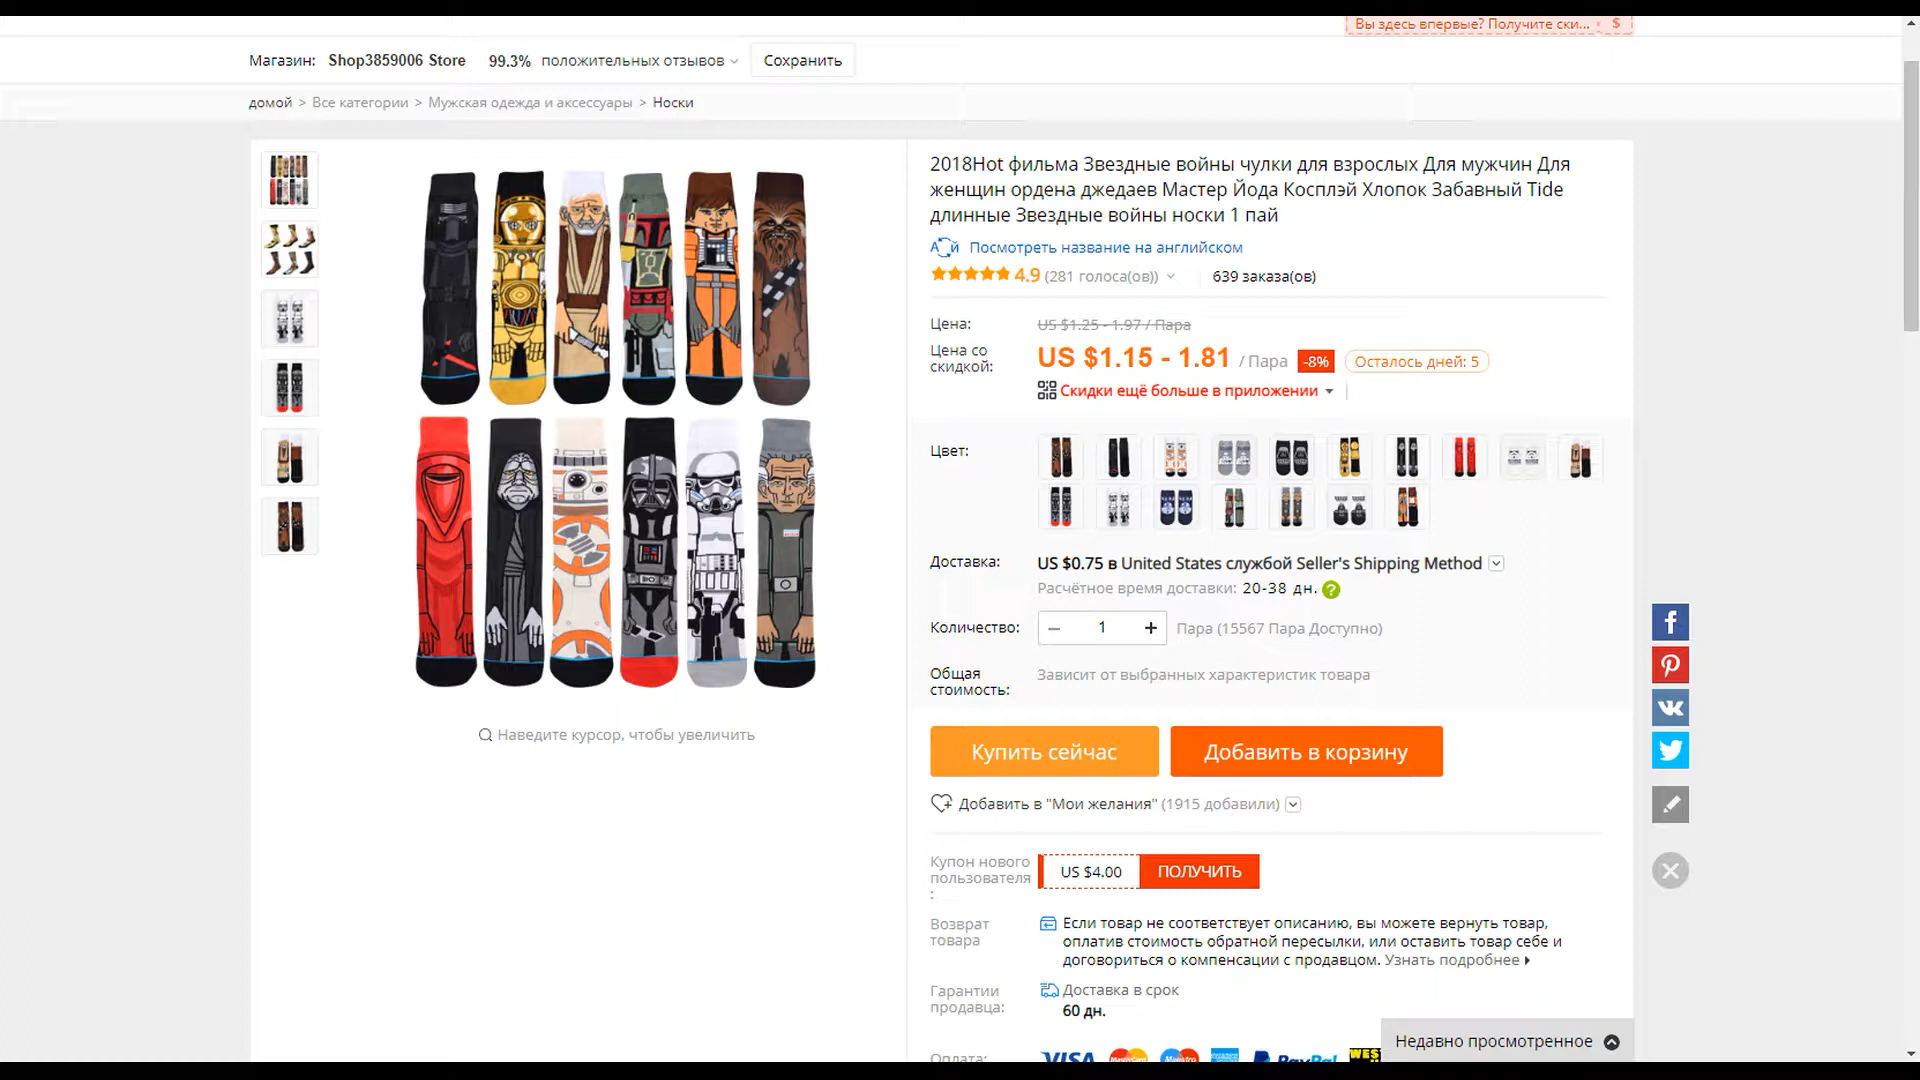 Вы здесь впервые? Получите ски... $
Магазин: Shop3859006 Store 99.3% положительных отзывов Сохранить
домой > Все категории > Мужская одежда и аксессуары > Носки
2018Hot фильма Звездные войны чулки для взрослых Для мужчин Для
женщин ордена джедаев Мастер Йода Косплэй Хлопок Забавный Tide
длинные Звездные войны носки 1 пай
Посмотреть название на английском
4.9 (281 голоса(ов)) 639 заказа(ов)
Цена: US $1.25 - 1.97 / Пара
Цена со
скидкой: US $1.15 - 1.81 / Пара -8% Осталось дней: 5
Скидки ещё больше в приложении
Цвет:
Доставка: US $0.75 в United States службой Seller's Shipping Method
Расчётное время доставки: 20-38 дн. ?
Количество: − 1 + Пара (15567 Пара Доступно)
Общая
стоимость: Зависит от выбранных характеристик товара
Наведите курсор, чтобы увеличить
Купить сейчас Добавить в корзину
Добавить в "Мои желания" (1915 добавили)
Купон нового
пользователя
: US $4.00 ПОЛУЧИТЬ
Возврат
товара
Если товар не соответствует описанию, вы можете вернуть товар,
оплатив стоимость обратной пересылки, или оставить товар себе и
договориться о компенсации с продавцом. Узнать подробнее
Гарантии
продавца:
Доставка в срок
60 дн.
Недавно просмотренное
Оплата: VISA MasterCard Maestro PayPal WES